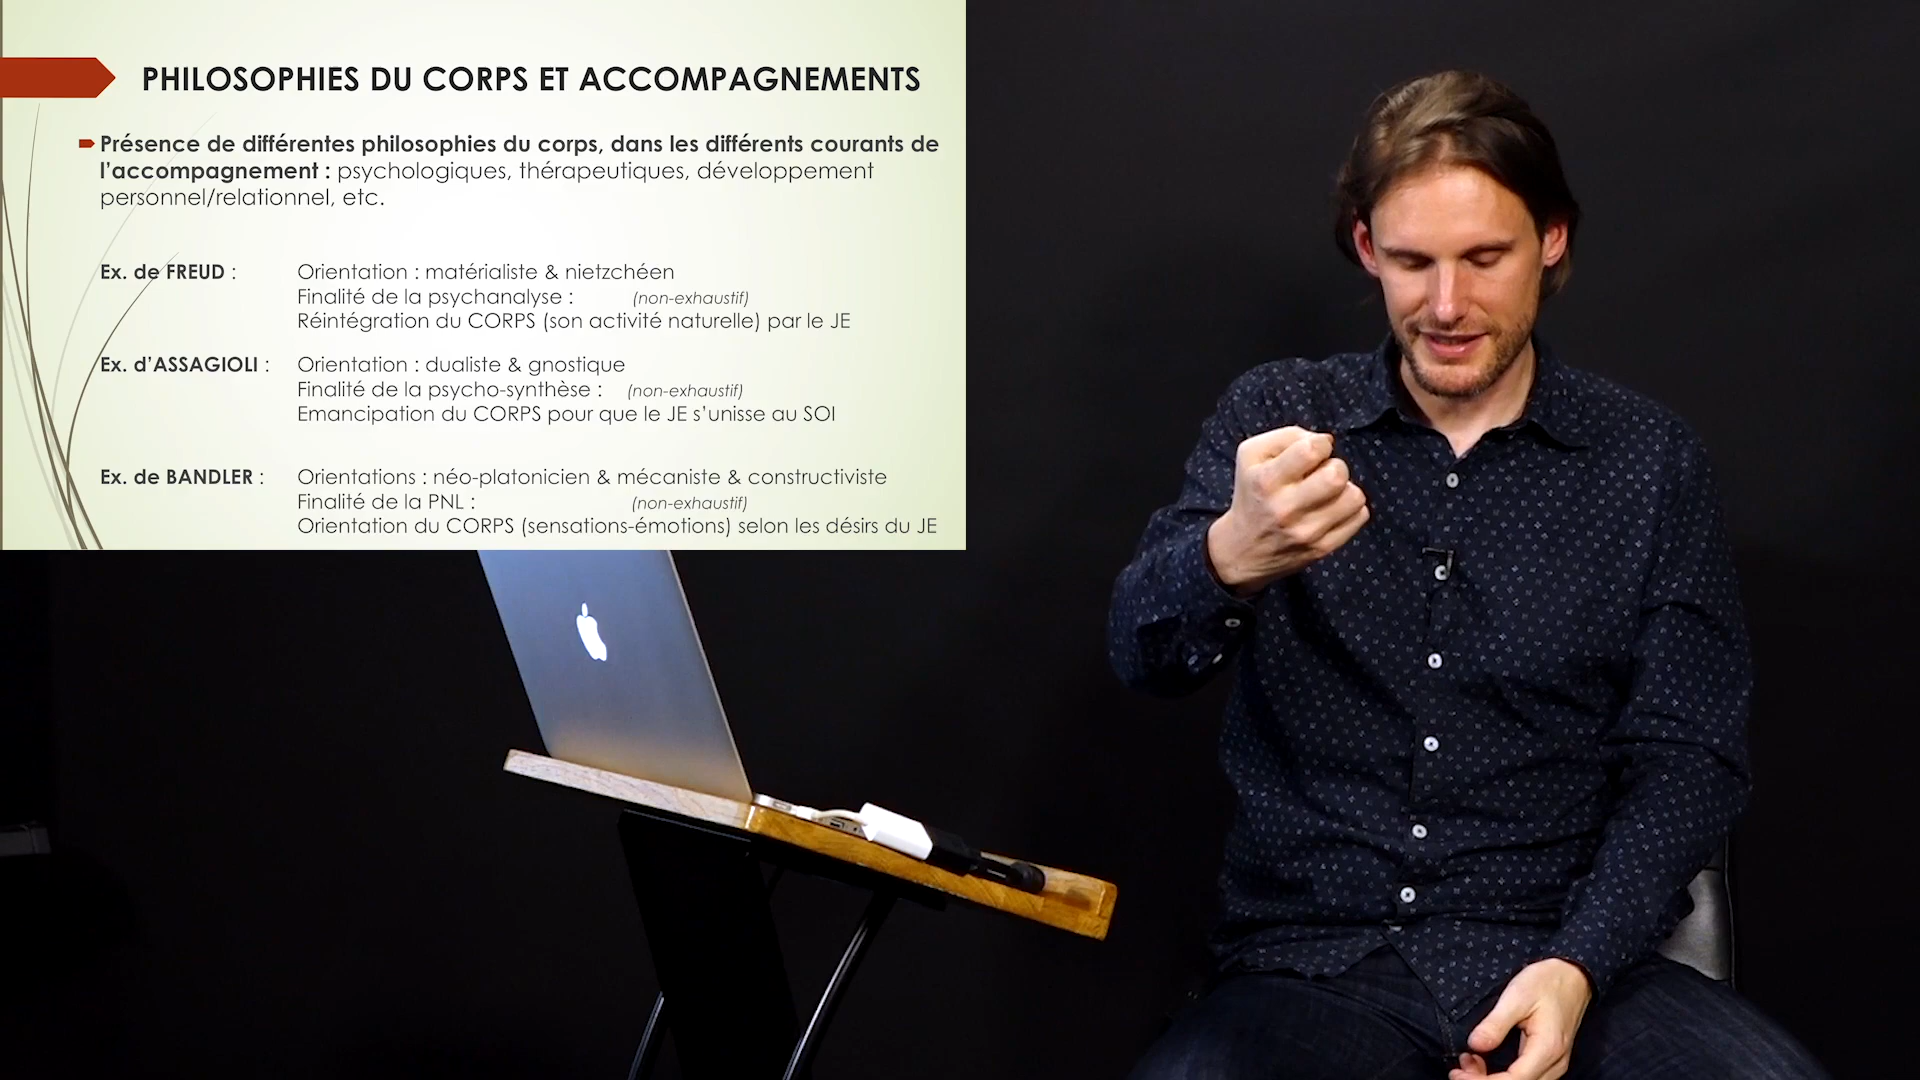 PHILOSOPHIES DU CORPS ET ACCOMPAGNEMENTS
Présence de différentes philosophies du corps, dans les différents courants de
l'accompagnement : psychologiques, thérapeutiques, développement
personnel/relationnel, etc.
Ex. de FREUD : Orientation : matérialiste & nietzchéen
Finalité de la psychanalyse : (non-exhaustif)
Réintégration du CORPS (son activité naturelle) par le JE
Ex. d'ASSAGIOLI : Orientation : dualiste & gnostique
Finalité de la psycho-synthèse : (non-exhaustif)
Emancipation du CORPS pour que le JE s'unisse au SOI
Ex. de BANDLER : Orientations : néo-platonicien & mécaniste & constructiviste
Finalité de la PNL : (non-exhaustif)
Orientation du CORPS (sensations-émotions) selon les désirs du JE